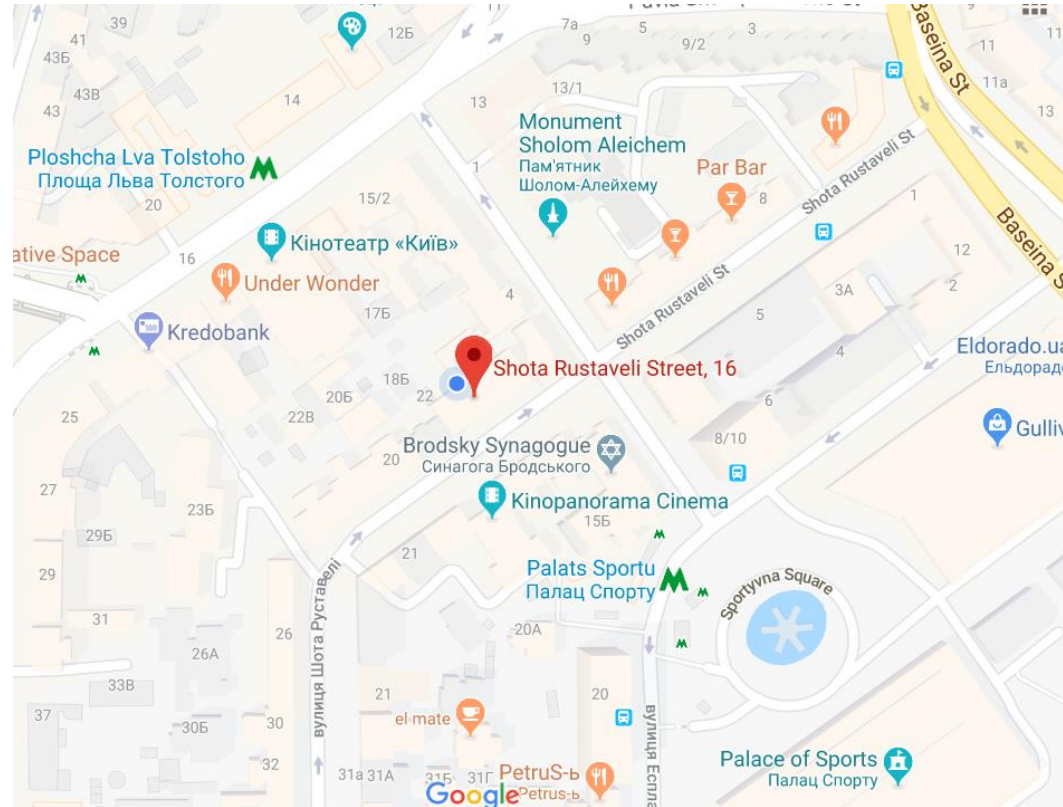 39
12Б
11
7a
9
5
9/2
3
11
11
11a
Baseina St
41
43Б
43В
43
14
13
13/1
Ploshcha Lva Tolstoho
Площа Льва Толстого
20
15/2
1
Monument
Sholom Aleichem
Пам'ятник
Шолом-Алейхему
Par Bar
8
Shota Rustaveli St
1
12
2
Baseina S
ative Space
16
Кінотеатр «Київ»
Under Wonder
17Б
4
Shota Rustaveli St
3А
5
4
Kredobank
Shota Rustaveli Street, 16
Eldorado.ua
Ельдорадо
18Б
20Б
22
22В
25
6
8/10
Gulliv
20
Brodsky Synagogue
Синагога Бродського
Kinopanorama Cinema
15Б
27
23Б
29Б
29
21
Palats Sportu
Палац Спорту
Sportyvna Square
вулиця Шота Руставелі
31
26
26А
20А
33В
37
30Б
30
32
21
20
el mate
вулиця Еспла
31а
31А
31Б
31Г
PetruS-ь
Petrus-ь
Google
Palace of Sports
Палац Спорту